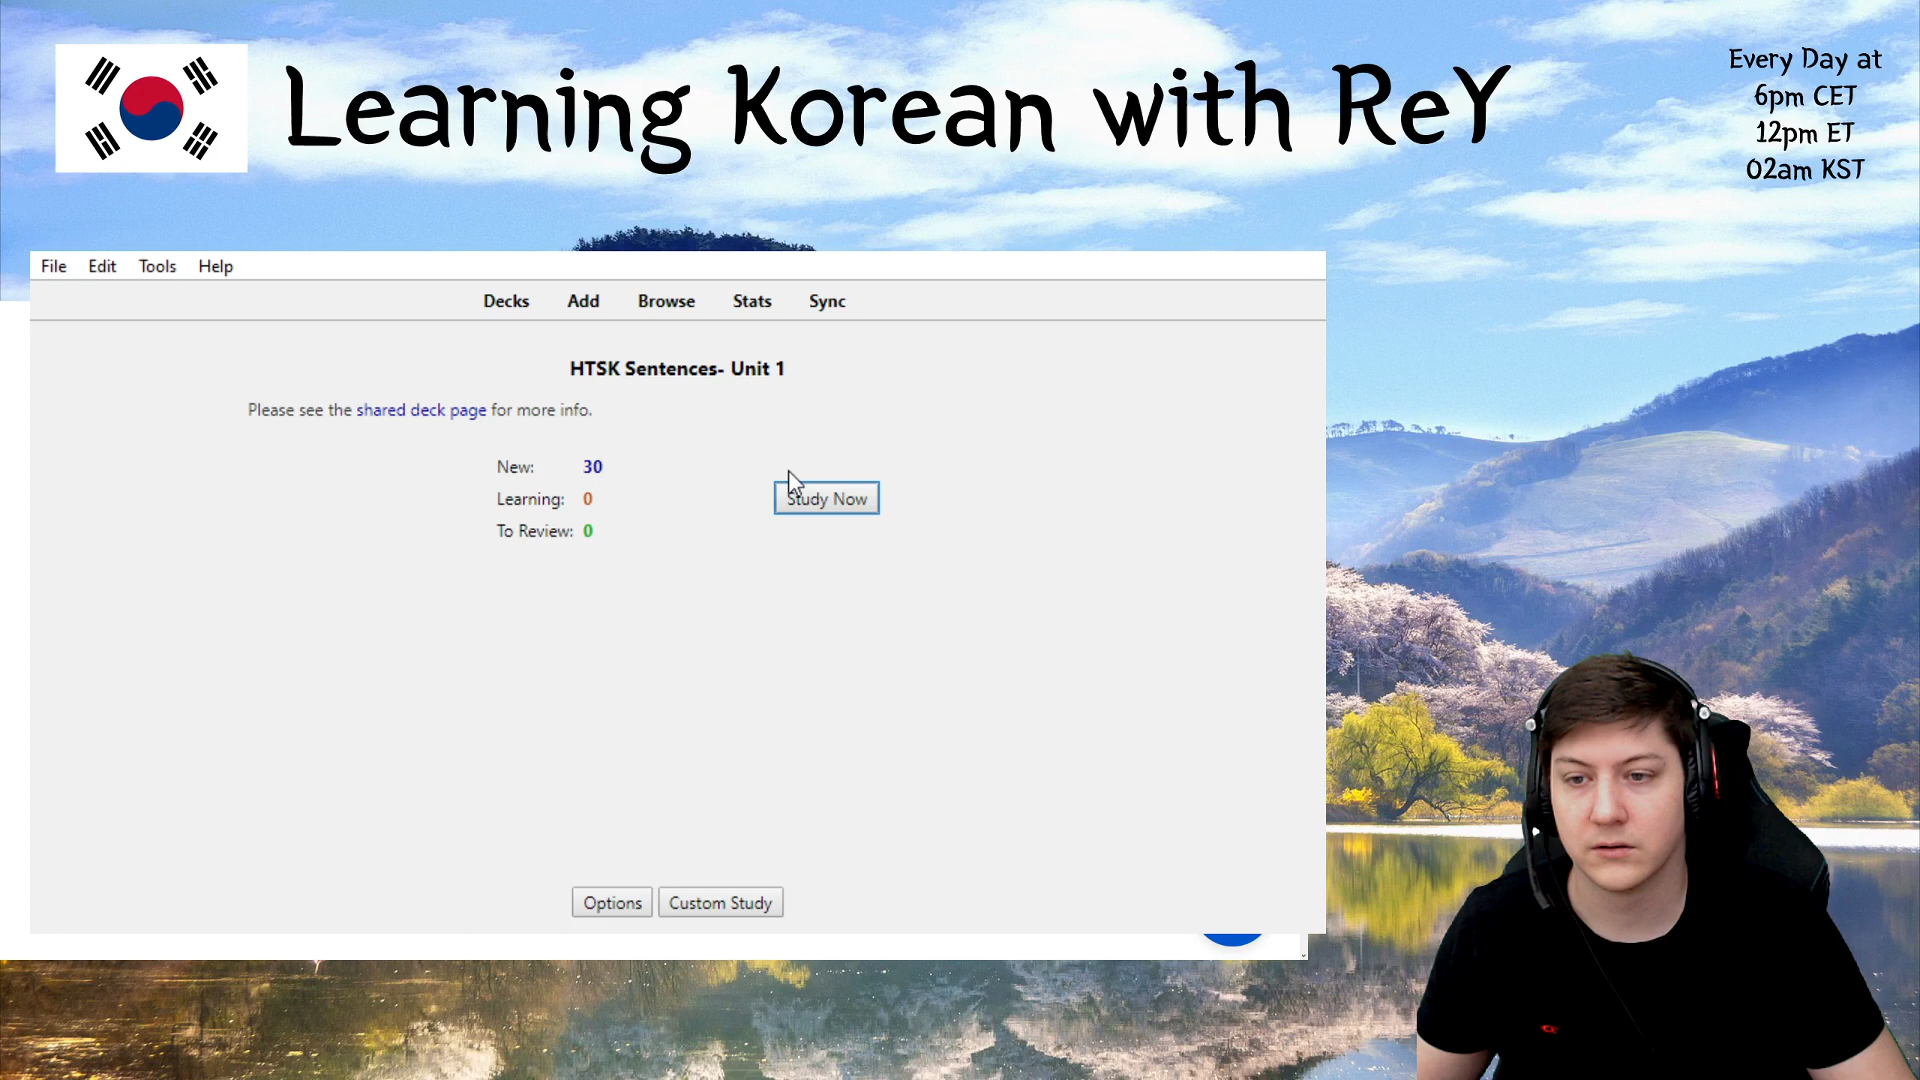 Learning Korean with ReY
Every Day at
6pm CET
12pm ET
02am KST
File Edit Tools Help
Decks Add Browse Stats Sync
HTSK Sentences- Unit 1
Please see the shared deck page for more info.
New: 30
Learning: 0
To Review: 0
Study Now
Options Custom Study